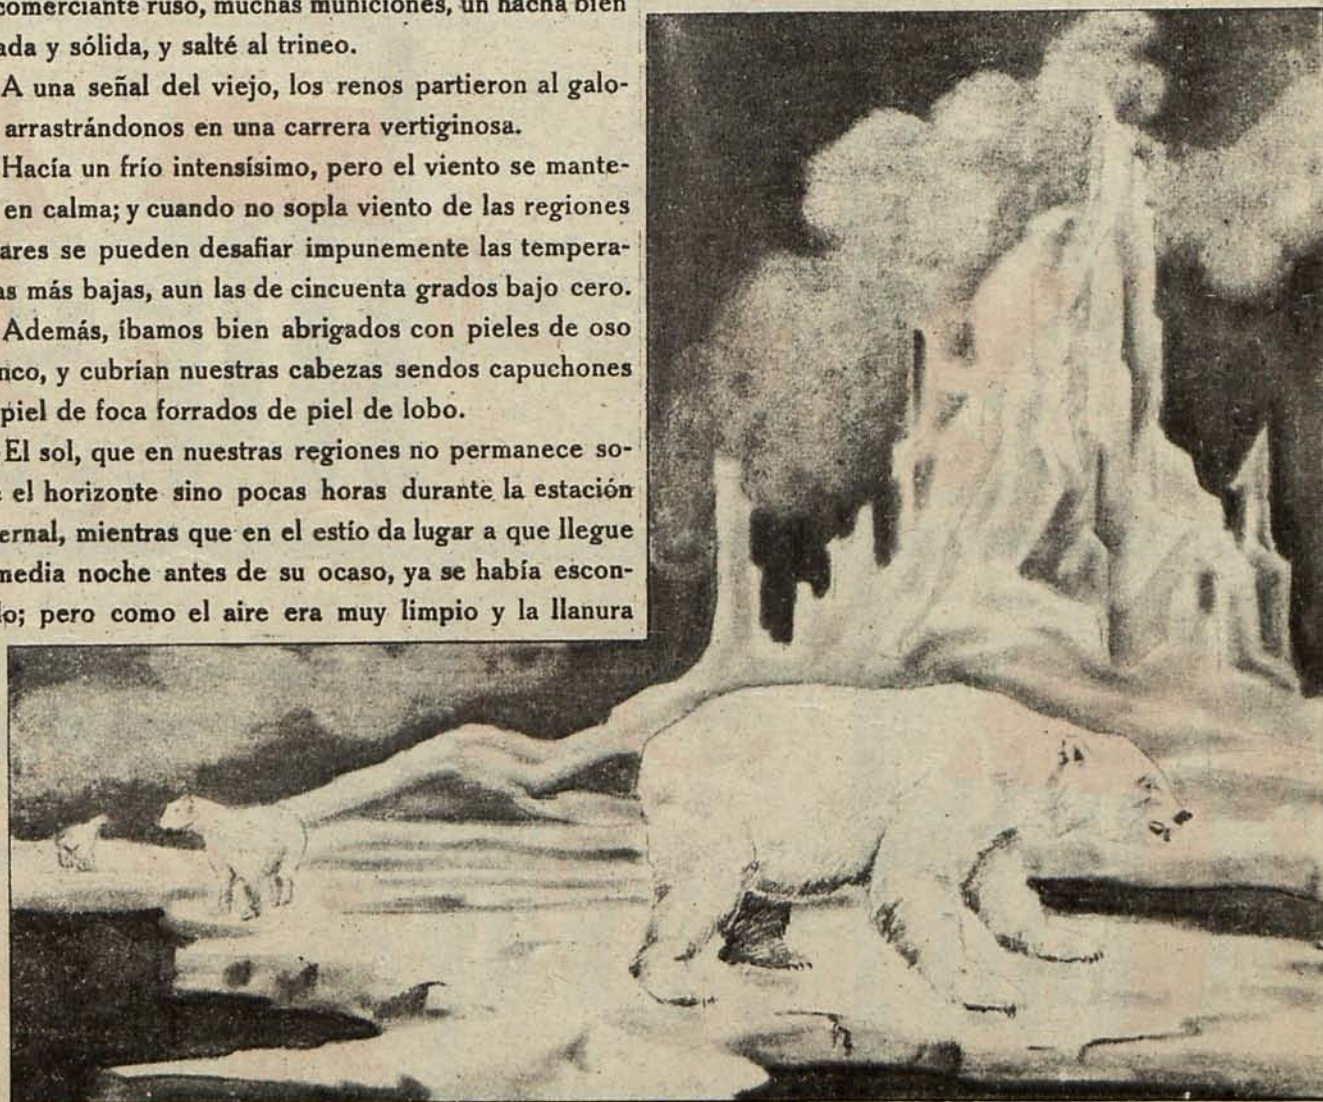 comerciante ruso, muchas municiones, un hacha bien
ada y sólida, y salté al trineo.
A una señal del viejo, los renos partieron al galo-
arrastrándonos en una carrera vertiginosa.
Hacía un frío intensísimo, pero el viento se mante-
en calma; y cuando no sopla viento de las regiones
ares se pueden desafiar impunemente las tempera-
as más bajas, aun las de cincuenta grados bajo cero.
Además, íbamos bien abrigados con pieles de oso
nco, y cubrían nuestras cabezas sendos capuchones
piel de foca forrados de piel de lobo.
El sol, que en nuestras regiones no permanece so-
e el horizonte sino pocas horas durante la estación
ernal, mientras que en el estío da lugar a que llegue
media noche antes de su ocaso, ya se había escon-
do; pero como el aire era muy limpio y la llanura